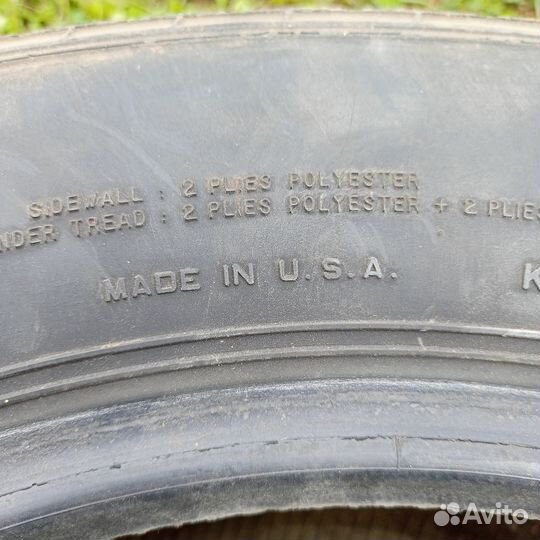 SIDEWALL : 2 PLIES POLYESTER
NDER TREAD : 2 PLIES POLYESTER + 2 PLIES
MADE IN U.S.A. K
Avito